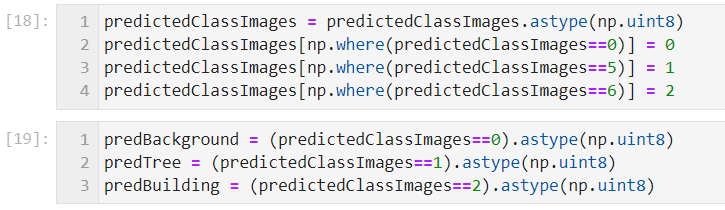 [18]:
1 predictedClassImages = predictedClassImages.astype(np.uint8)
2 predictedClassImages[np.where(predictedClassImages==0)] = 0
3 predictedClassImages[np.where(predictedClassImages==5)] = 1
4 predictedClassImages[np.where(predictedClassImages==6)] = 2
[19]:
1 predBackground = (predictedClassImages==0).astype(np.uint8)
2 predTree = (predictedClassImages==1).astype(np.uint8)
3 predBuilding = (predictedClassImages==2).astype(np.uint8)